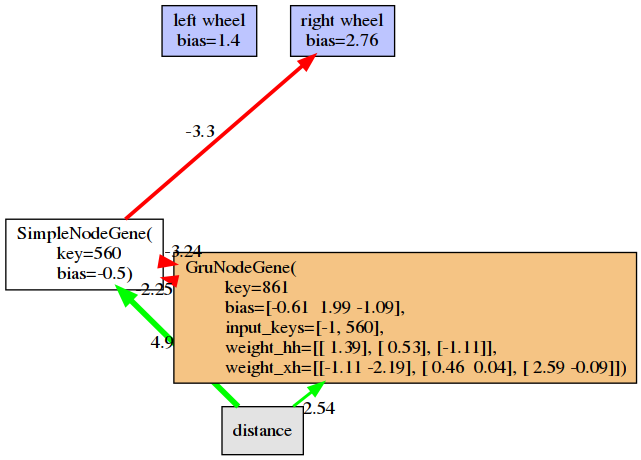 left wheel
bias=1.4
right wheel
bias=2.76
-3.3
SimpleNodeGene(
key=560
bias=-0.5)
-3.24
-2.25
GruNodeGene(
key=861
bias=[-0.61 1.99 -1.09],
input_keys=[-1, 560],
weight_hh=[[ 1.39], [ 0.53], [-1.11]],
weight_xh=[[-1.11 -2.19], [ 0.46 0.04], [ 2.59 -0.09]])
4.9
2.54
distance